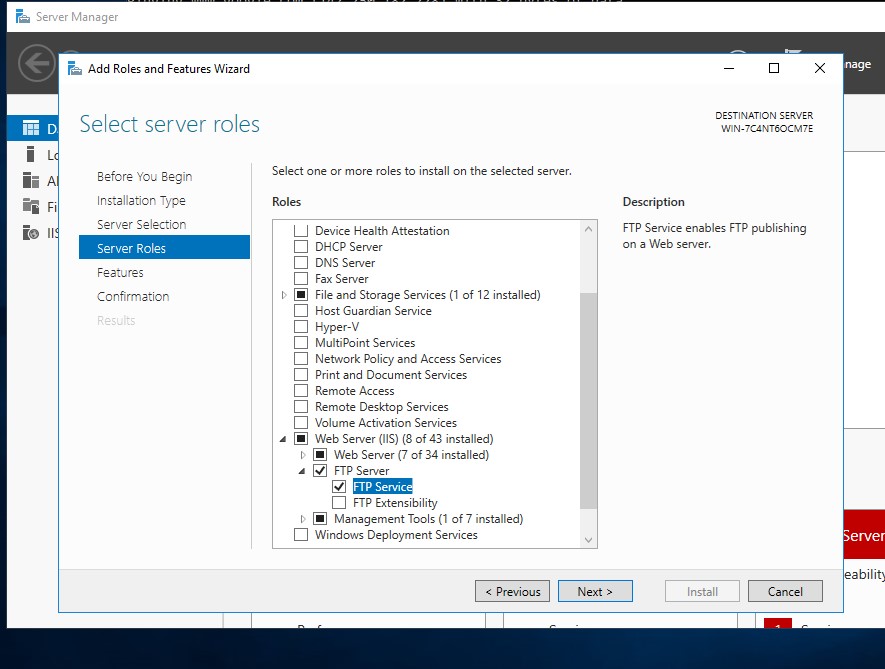 Server Manager
Add Roles and Features Wizard
nage
Select server roles
DESTINATION SERVER
WIN-7C4NT6OCM7E
Before You Begin
Installation Type
Server Selection
Server Roles
Features
Confirmation
Results
Select one or more roles to install on the selected server.
Roles
Device Health Attestation
DHCP Server
DNS Server
Fax Server
File and Storage Services (1 of 12 installed)
Host Guardian Service
Hyper-V
MultiPoint Services
Network Policy and Access Services
Print and Document Services
Remote Access
Remote Desktop Services
Volume Activation Services
Web Server (IIS) (8 of 43 installed)
Web Server (7 of 34 installed)
FTP Server
FTP Service
FTP Extensibility
Management Tools (1 of 7 installed)
Windows Deployment Services
Description
FTP Service enables FTP publishing
on a Web server.
D
Lo
Al
Fi
IIS
Server
eability
< Previous
Next >
Install
Cancel
1